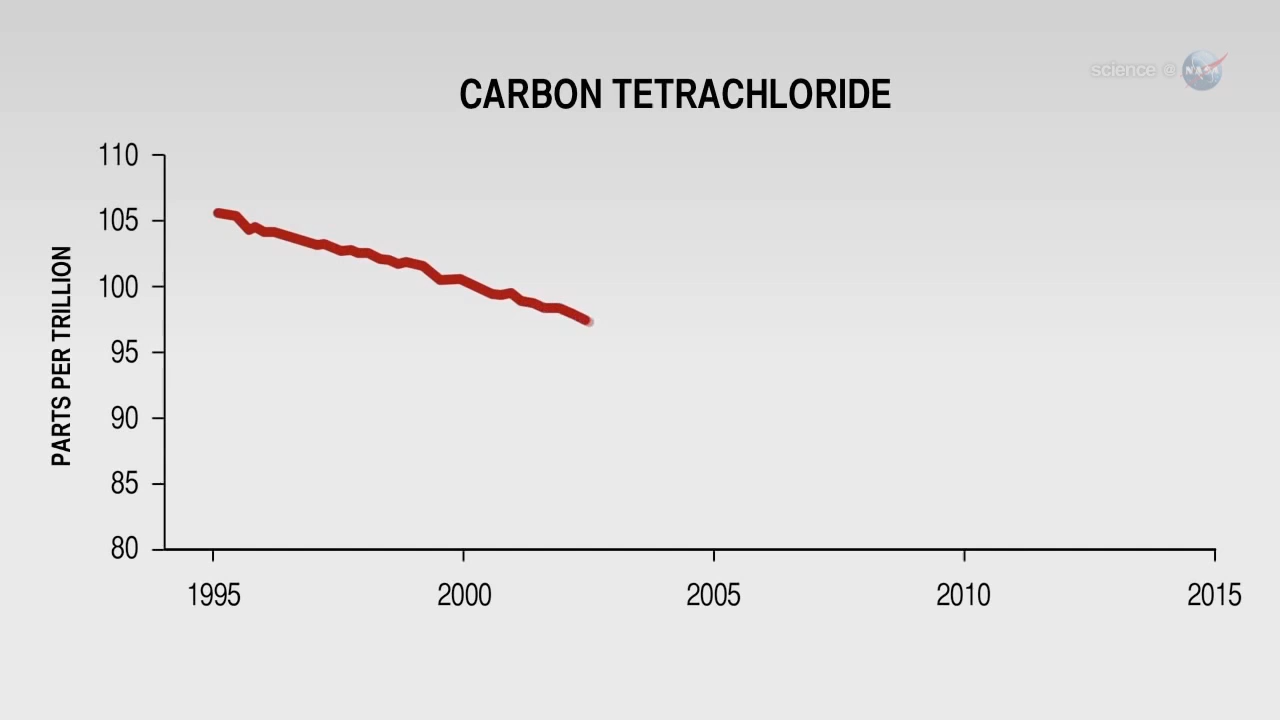 science @ NASA
CARBON TETRACHLORIDE
PARTS PER TRILLION
110
105
100
95
90
85
80
1995 2000 2005 2010 2015